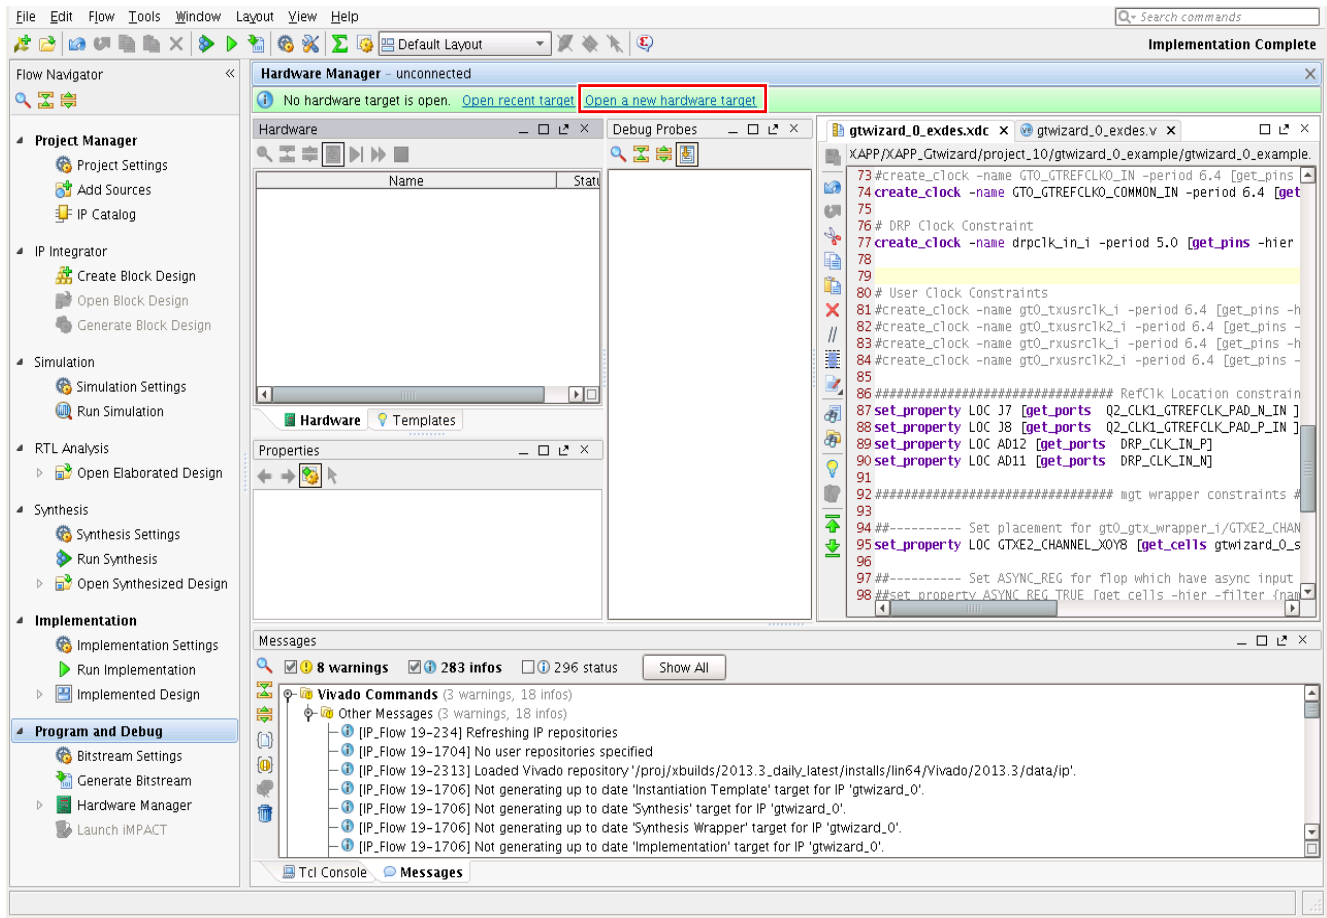 File Edit Flow Tools Window Layout View Help
Search commands
Default Layout
Implementation Complete
Flow Navigator
Project Manager
Project Settings
Add Sources
IP Catalog
IP Integrator
Create Block Design
Open Block Design
Generate Block Design
Simulation
Simulation Settings
Run Simulation
RTL Analysis
Open Elaborated Design
Synthesis
Synthesis Settings
Run Synthesis
Open Synthesized Design
Implementation
Implementation Settings
Run Implementation
Implemented Design
Program and Debug
Bitstream Settings
Generate Bitstream
Hardware Manager
Launch iMPACT
Hardware Manager - unconnected
No hardware target is open. Open recent target Open a new hardware target
Hardware
Name Statu
Hardware Templates
Properties
Debug Probes
gtwizard_0_exdes.xdc gtwizard_0_exdes.v
XAPP/XAPP_Gtwizard/project_10/gtwizard_0_example/gtwizard_0_example.
73 #create_clock -name GT0_GTREFCLK0_IN -period 6.4 [get_pins
74 create_clock -name GT0_GTREFCLK0_COMMON_IN -period 6.4 [get
75
76 # DRP Clock Constraint
77 create_clock -name drpclk_in_i -period 5.0 [get_pins -hier
78
79
80 # User Clock Constraints
81 #create_clock -name gt0_txusrclk_i -period 6.4 [get_pins -h
82 #create_clock -name gt0_txusrclk2_i -period 6.4 [get_pins -
83 #create_clock -name gt0_rxusrclk_i -period 6.4 [get_pins -h
84 #create_clock -name gt0_rxusrclk2_i -period 6.4 [get_pins -
85
86 ################################# RefClk Location constrain
87 set_property LOC J7 [get_ports Q2_CLK1_GTREFCLK_PAD_N_IN ]
88 set_property LOC J8 [get_ports Q2_CLK1_GTREFCLK_PAD_P_IN ]
89 set_property LOC AD12 [get_ports DRP_CLK_IN_P]
90 set_property LOC AD11 [get_ports DRP_CLK_IN_N]
91
92 ################################# mgt wrapper constraints #
93
94 ##---------- Set placement for gt0_gtx_wrapper_i/GTXE2_CHAN
95 set_property LOC GTXE2_CHANNEL_X0Y8 [get_cells gtwizard_0_s
96
97 ##---------- Set ASYNC_REG for flop which have async input
98 ##set_property ASYNC_REG TRUE [get_cells -hier -filter {nam
Messages
8 warnings 283 infos 296 status Show All
Vivado Commands (3 warnings, 18 infos)
Other Messages (3 warnings, 18 infos)
[IP_Flow 19-234] Refreshing IP repositories
[IP_Flow 19-1704] No user repositories specified
[IP_Flow 19-2313] Loaded Vivado repository '/proj/xbuilds/2013.3_daily_latest/installs/lin64/Vivado/2013.3/data/ip'.
[IP_Flow 19-1706] Not generating up to date 'Instantiation Template' target for IP 'gtwizard_0'.
[IP_Flow 19-1706] Not generating up to date 'Synthesis' target for IP 'gtwizard_0'.
[IP_Flow 19-1706] Not generating up to date 'Synthesis Wrapper' target for IP 'gtwizard_0'.
[IP_Flow 19-1706] Not generating up to date 'Implementation' target for IP 'gtwizard_0'.
Tcl Console Messages